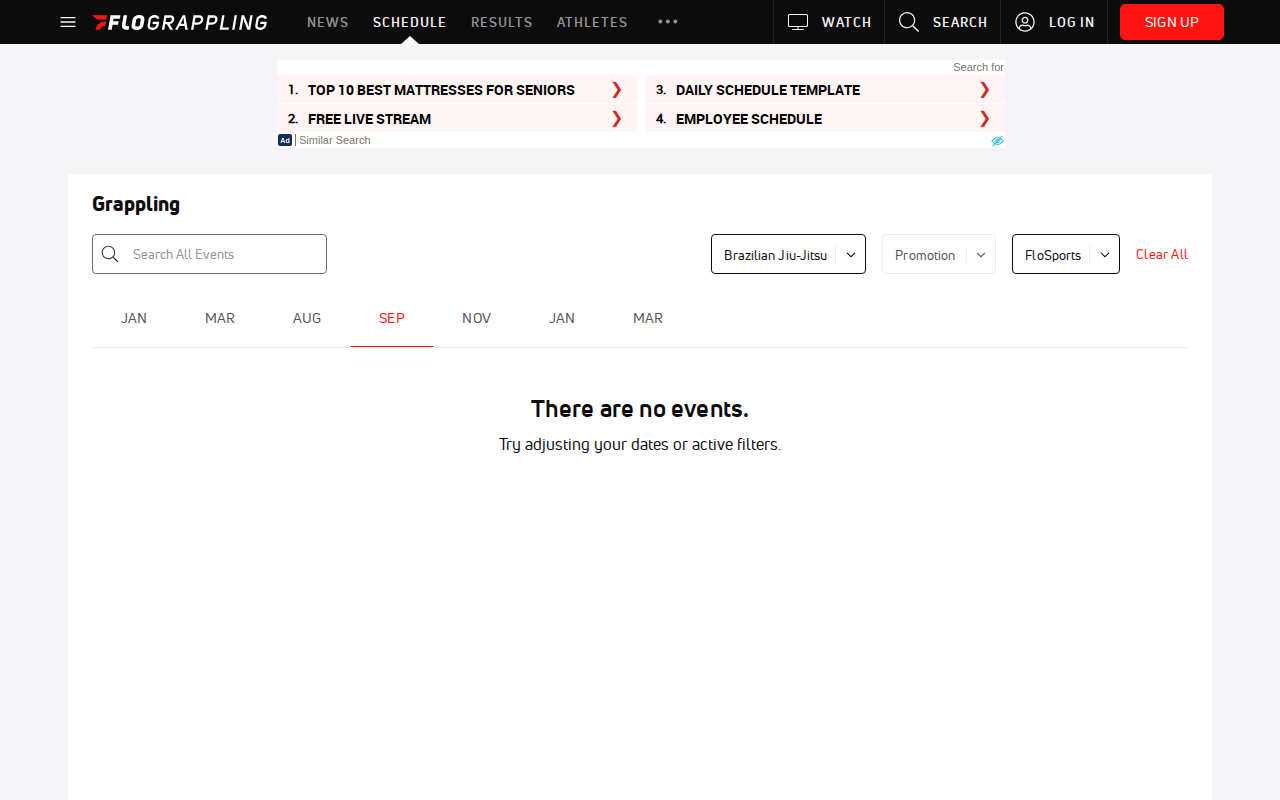 FLOGRAPPLING NEWS SCHEDULE RESULTS ATHLETES ••• WATCH SEARCH LOG IN SIGN UP
Search for
1. TOP 10 BEST MATTRESSES FOR SENIORS ❯ 3. DAILY SCHEDULE TEMPLATE ❯
2. FREE LIVE STREAM ❯ 4. EMPLOYEE SCHEDULE ❯
Ad | Similar Search
Grappling
Search All Events Brazilian Jiu-Jitsu Promotion FloSports Clear All
JAN MAR AUG SEP NOV JAN MAR
There are no events.
Try adjusting your dates or active filters.